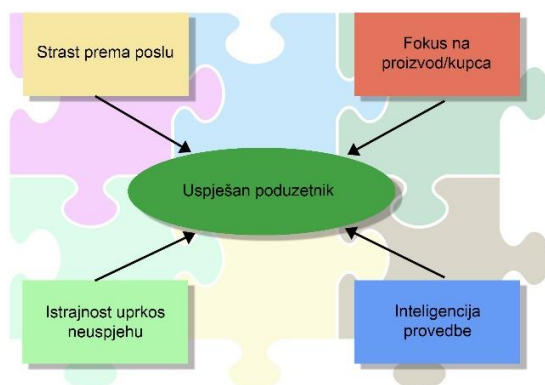 Strast prema poslu
Fokus na
proizvod/kupca
Uspješan poduzetnik
Istrajnost uprkos
neuspjehu
Inteligencija
provedbe